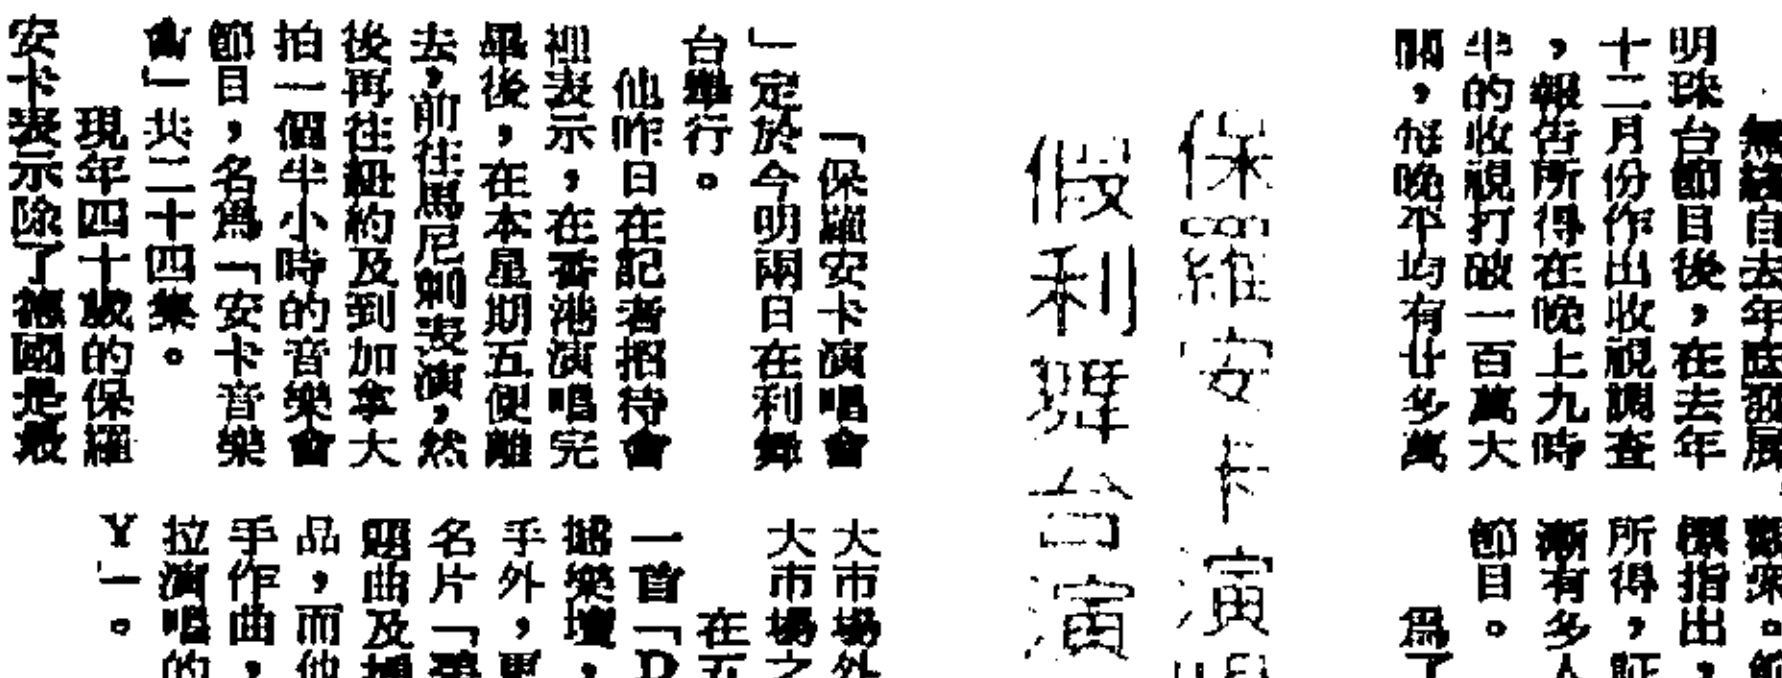 無綫自去年底發展
明珠台節目後,在去年
十二月份作出收視調查
,報告所得在晚上九時
半的收視打破一百萬大
關,每晚平均有廿多萬
觀衆。
標指出,
所得,証
漸有多人
節目。
為了
保羅安卡演唱
假利舞台演
「保羅安卡演唱會
」定於今明兩日在利舞
台舉行。
他昨日在記者招待會
裡表示,在香港演唱完
畢後,在本星期五便離
去,前往馬尼剌表演,然
後再往紐約及到加拿大
拍一個半小時的音樂會
節目,名為「安卡音樂
會」共二十四集。
現年四十歲的保羅
安卡表示除了德國是最
大市場外
大市場之
在五
一首「D
搖樂壇,
手外,更
名片「
題曲及插
品,而他
手作曲,
拉演唱的
Y」。